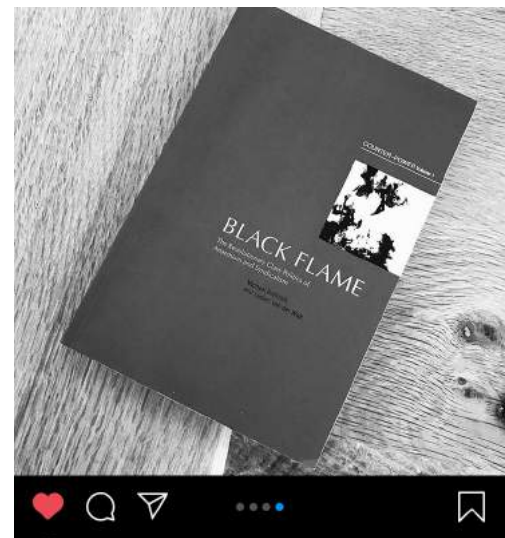 COUNTER-POWER Volume 1
BLACK FLAME
The Revolutionary Class Politics of
Anarchism and Syndicalism
Michael Schmidt
and Lucien van der Walt